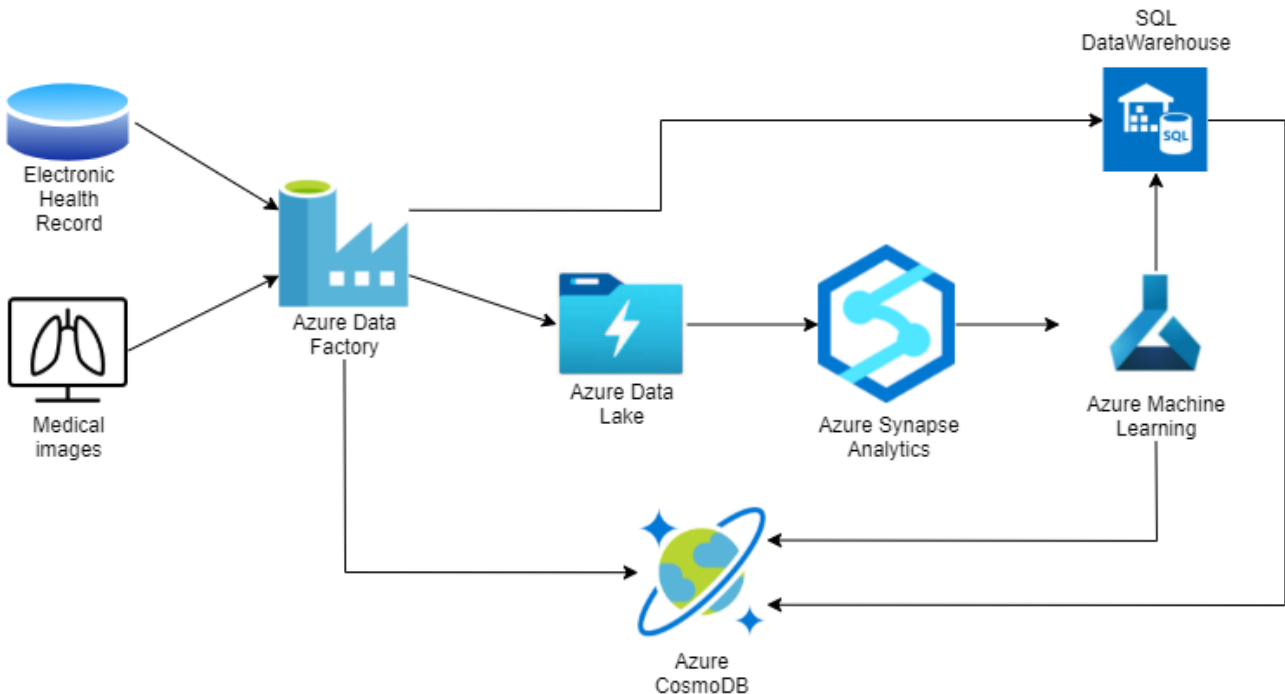 SQL
DataWarehouse
SQL
Electronic
Health
Record
Azure Data
Factory
Medical
images
Azure Data
Lake
Azure Synapse
Analytics
Azure Machine
Learning
Azure
CosmoDB